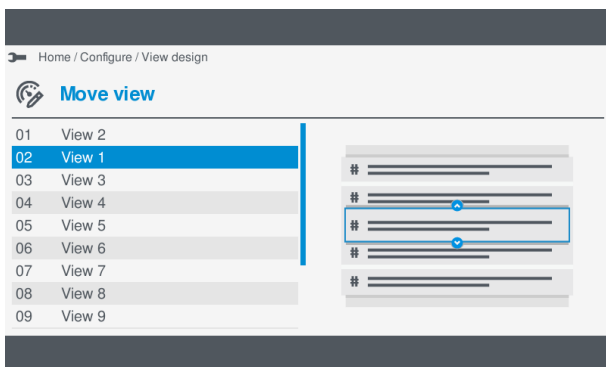 Home / Configure / View design
Move view
01 View 2
02 View 1
03 View 3
04 View 4
05 View 5
06 View 6
07 View 7
08 View 8
09 View 9
#
#
#
#
#